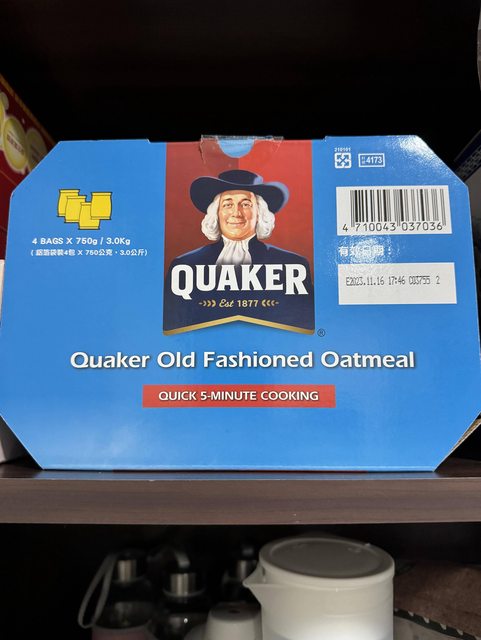 210101
4173
4 BAGS X 750g / 3.0Kg
( 鋁箔袋裝4包 X 750公克，3.0公斤)
4 710043 037036
有效日期：
E2023.11.16 17:46 C03755 2
QUAKER
Est 1877
®
Quaker Old Fashioned Oatmeal
QUICK 5-MINUTE COOKING